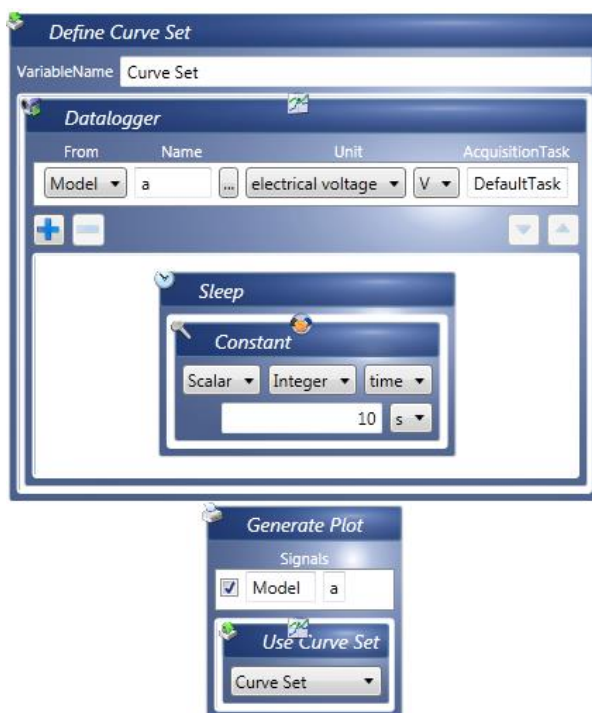 Define Curve Set
VariableName Curve Set
Datalogger
From Name Unit AcquisitionTask
Model a ... electrical voltage V DefaultTask
Sleep
Constant
Scalar Integer time
10 s
Generate Plot
Signals
Model a
Use Curve Set
Curve Set